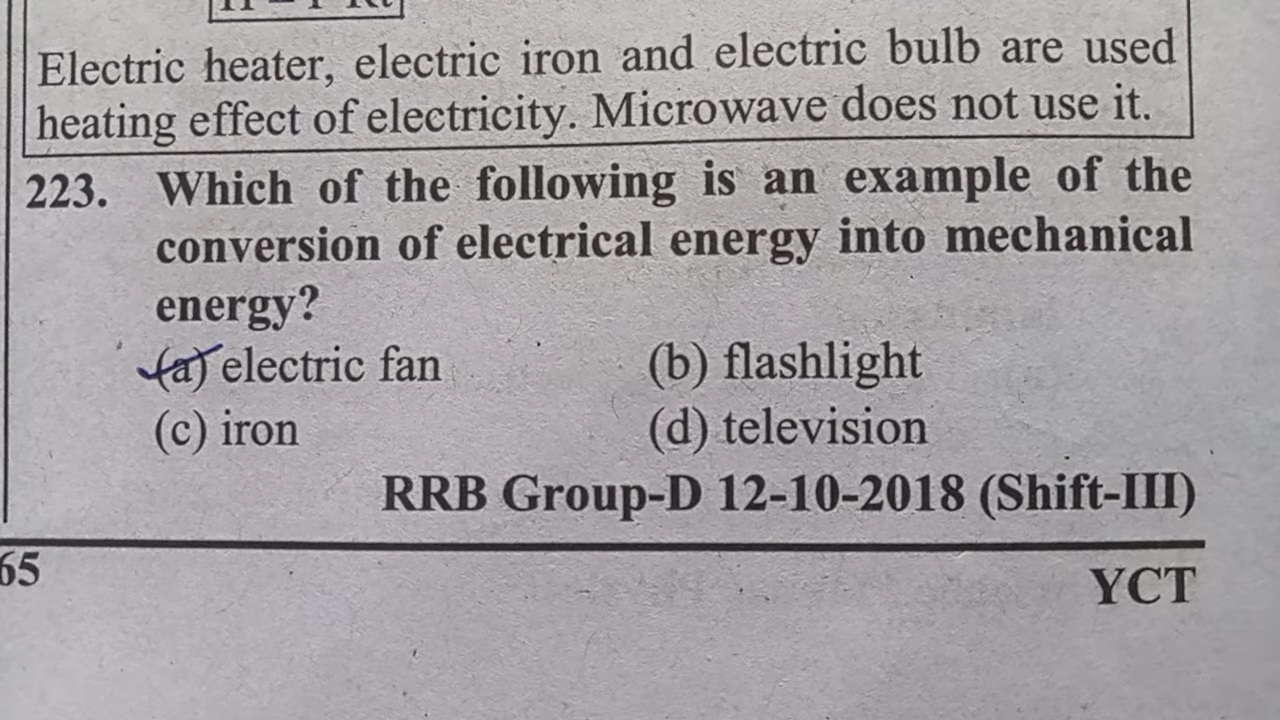 Electric heater, electric iron and electric bulb are used
heating effect of electricity. Microwave does not use it.
223. Which of the following is an example of the
conversion of electrical energy into mechanical
energy?
(a) electric fan (b) flashlight
(c) iron (d) television
RRB Group-D 12-10-2018 (Shift-III)
65 YCT